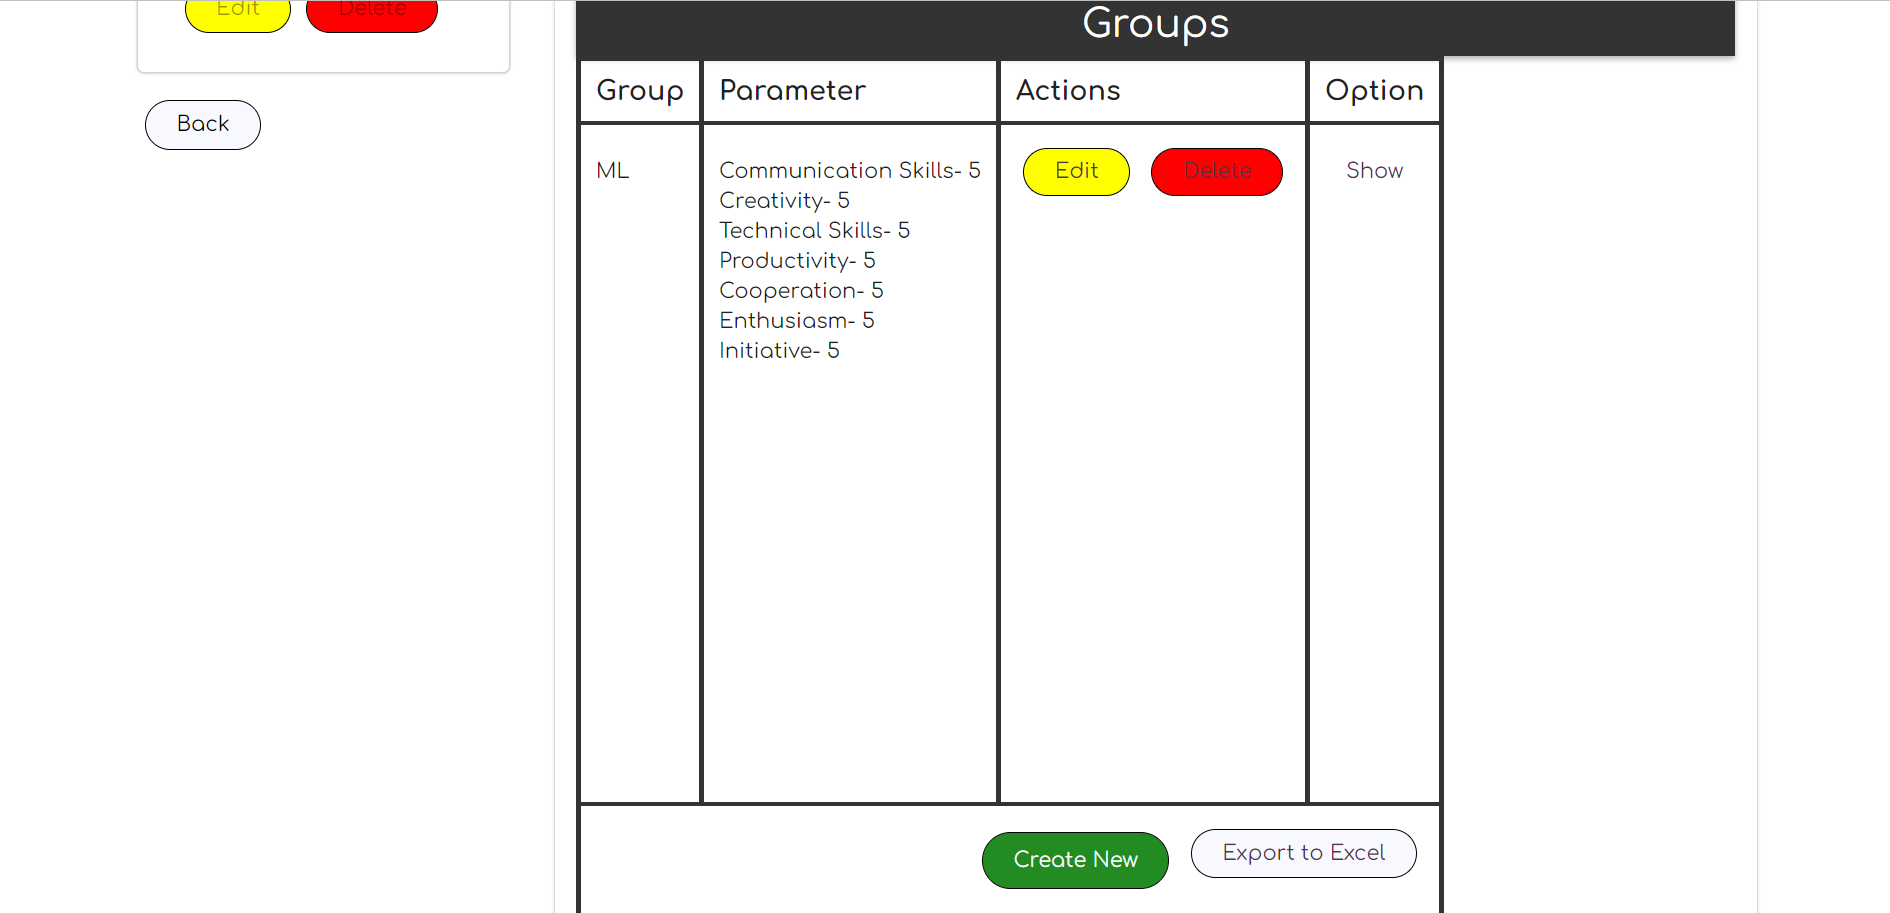 Edit Delete
Back
Groups
Group Parameter Actions Option
ML Communication Skills- 5 Edit Delete Show
Creativity- 5
Technical Skills- 5
Productivity- 5
Cooperation- 5
Enthusiasm- 5
Initiative- 5
Create New Export to Excel